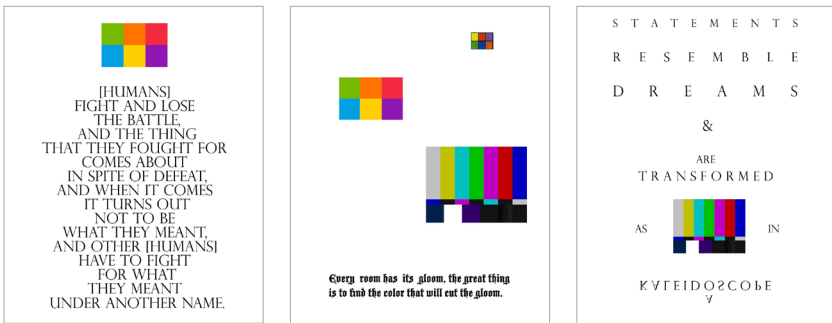 [HUMANS]
FIGHT AND LOSE
THE BATTLE,
AND THE THING
THAT THEY FOUGHT FOR
COMES ABOUT
IN SPITE OF DEFEAT,
AND WHEN IT COMES
IT TURNS OUT
NOT TO BE
WHAT THEY MEANT,
AND OTHER [HUMANS]
HAVE TO FIGHT
FOR WHAT
THEY MEANT
UNDER ANOTHER NAME.
Every room has its gloom, the great thing
is to find the color that will cut the gloom.
STATEMENTS
RESEMBLE
DREAMS
&
ARE
TRANSFORMED
AS IN
KALEIDOSCOPE
A